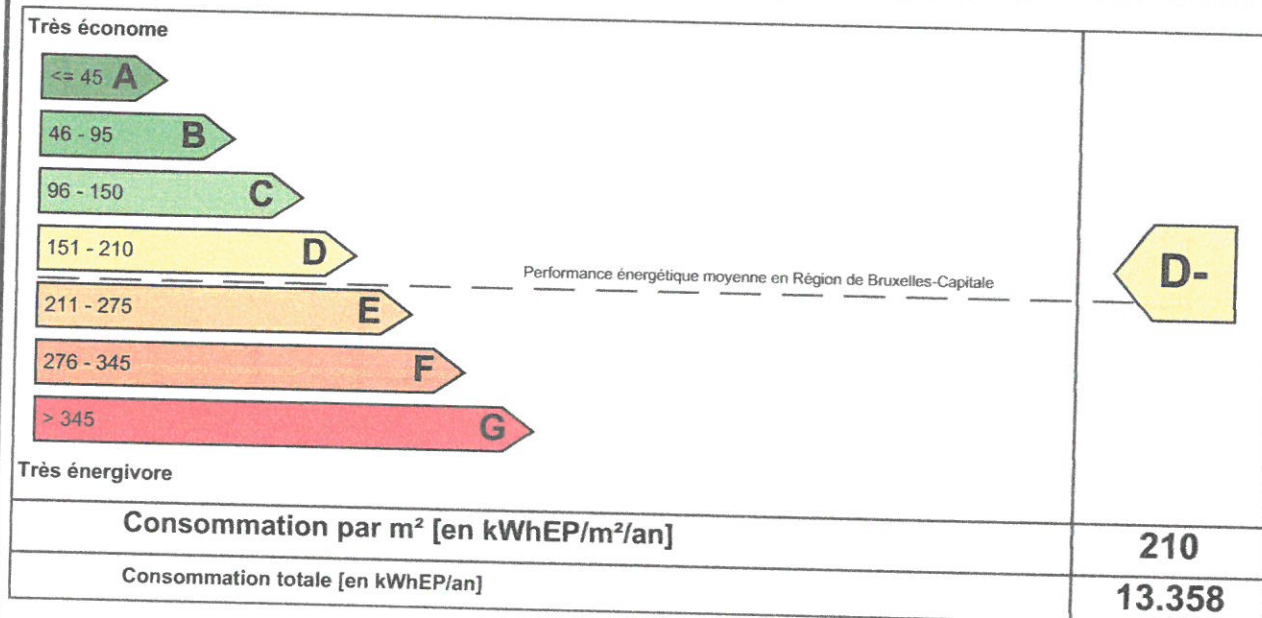 Très économe
<= 45 A
46 - 95 B
96 - 150 C
151 - 210 D
Performance énergétique moyenne en Région de Bruxelles-Capitale
D-
211 - 275 E
276 - 345 F
> 345 G
Très énergivore
Consommation par m² [en kWhEP/m²/an] 210
Consommation totale [en kWhEP/an] 13.358